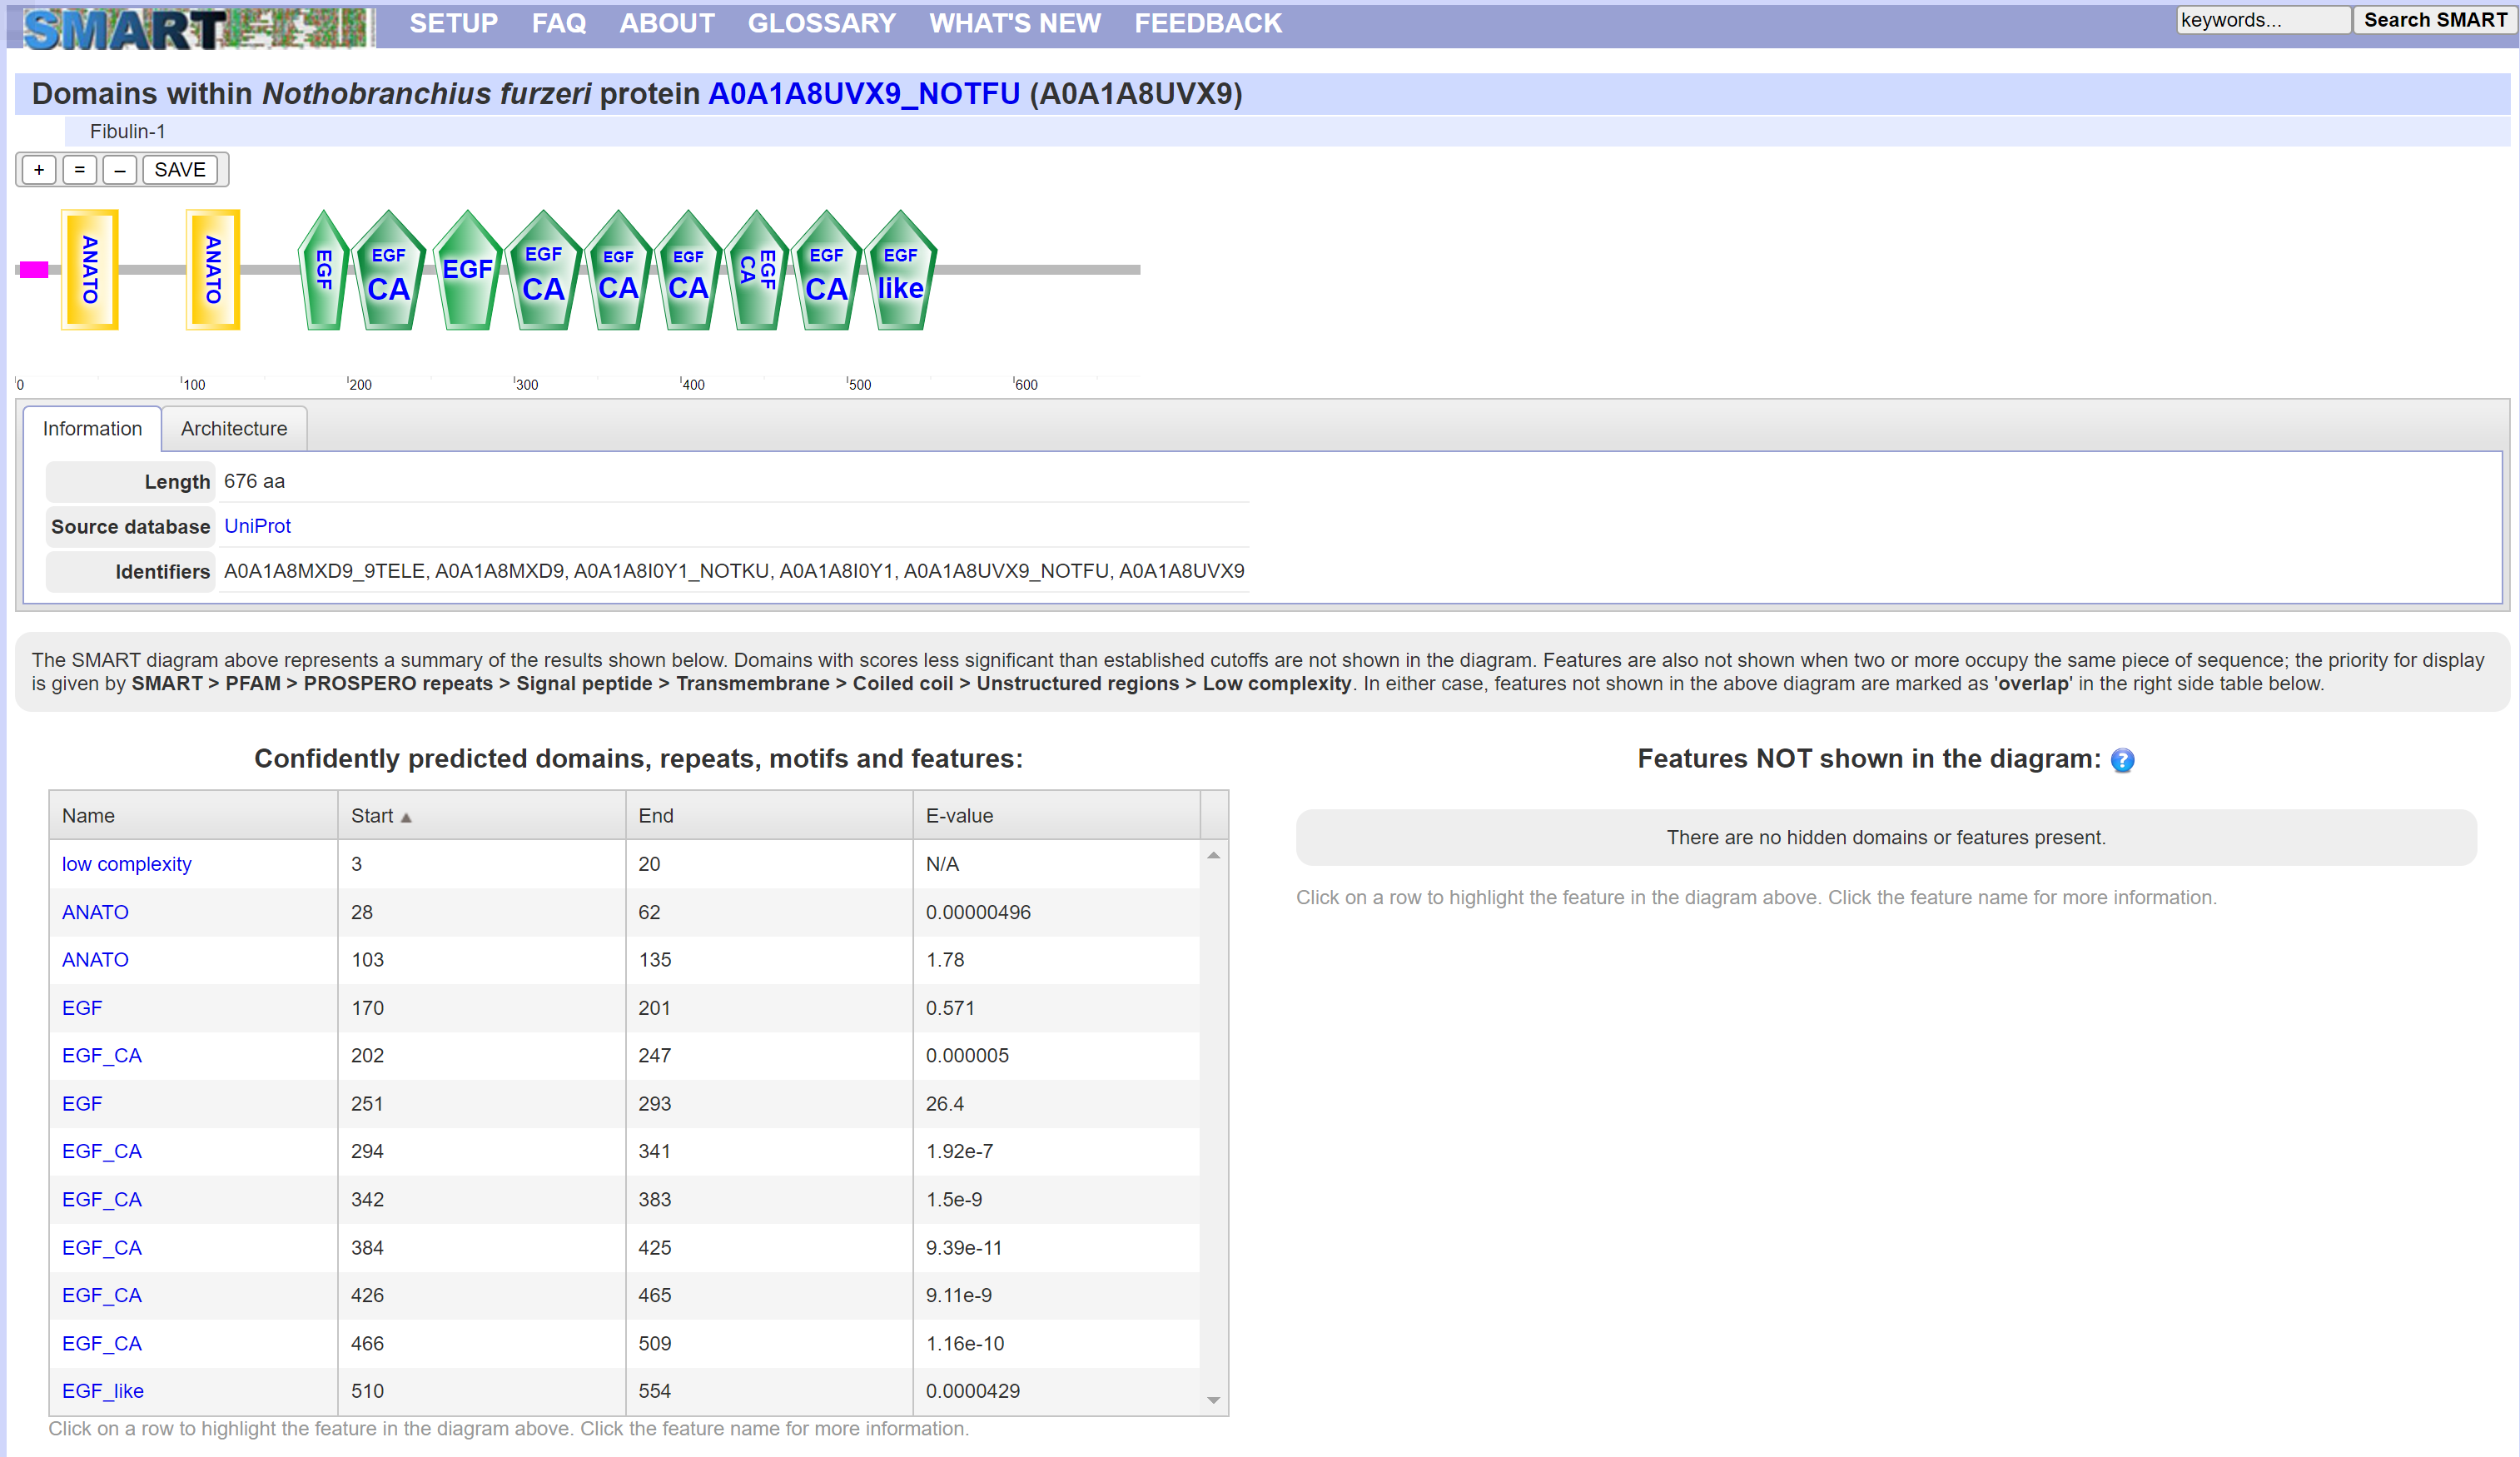 SMART SETUP FAQ ABOUT GLOSSARY WHAT'S NEW FEEDBACK keywords... Search SMART
Domains within Nothobranchius furzeri protein A0A1A8UVX9_NOTFU (A0A1A8UVX9)
Fibulin-1
+ = – SAVE
ANATO ANATO EGF EGF CA EGF EGF CA EGF CA EGF CA EGF CA EGF CA EGF like
0 100 200 300 400 500 600
Information Architecture
Length 676 aa
Source database UniProt
Identifiers A0A1A8MXD9_9TELE, A0A1A8MXD9, A0A1A8I0Y1_NOTKU, A0A1A8I0Y1, A0A1A8UVX9_NOTFU, A0A1A8UVX9
The SMART diagram above represents a summary of the results shown below. Domains with scores less significant than established cutoffs are not shown in the diagram. Features are also not shown when two or more occupy the same piece of sequence; the priority for display
is given by SMART > PFAM > PROSPERO repeats > Signal peptide > Transmembrane > Coiled coil > Unstructured regions > Low complexity. In either case, features not shown in the above diagram are marked as 'overlap' in the right side table below.
Confidently predicted domains, repeats, motifs and features:
Name Start End E-value
low complexity 3 20 N/A
ANATO 28 62 0.00000496
ANATO 103 135 1.78
EGF 170 201 0.571
EGF_CA 202 247 0.000005
EGF 251 293 26.4
EGF_CA 294 341 1.92e-7
EGF_CA 342 383 1.5e-9
EGF_CA 384 425 9.39e-11
EGF_CA 426 465 9.11e-9
EGF_CA 466 509 1.16e-10
EGF_like 510 554 0.0000429
Click on a row to highlight the feature in the diagram above. Click the feature name for more information.
Features NOT shown in the diagram: ?
There are no hidden domains or features present.
Click on a row to highlight the feature in the diagram above. Click the feature name for more information.